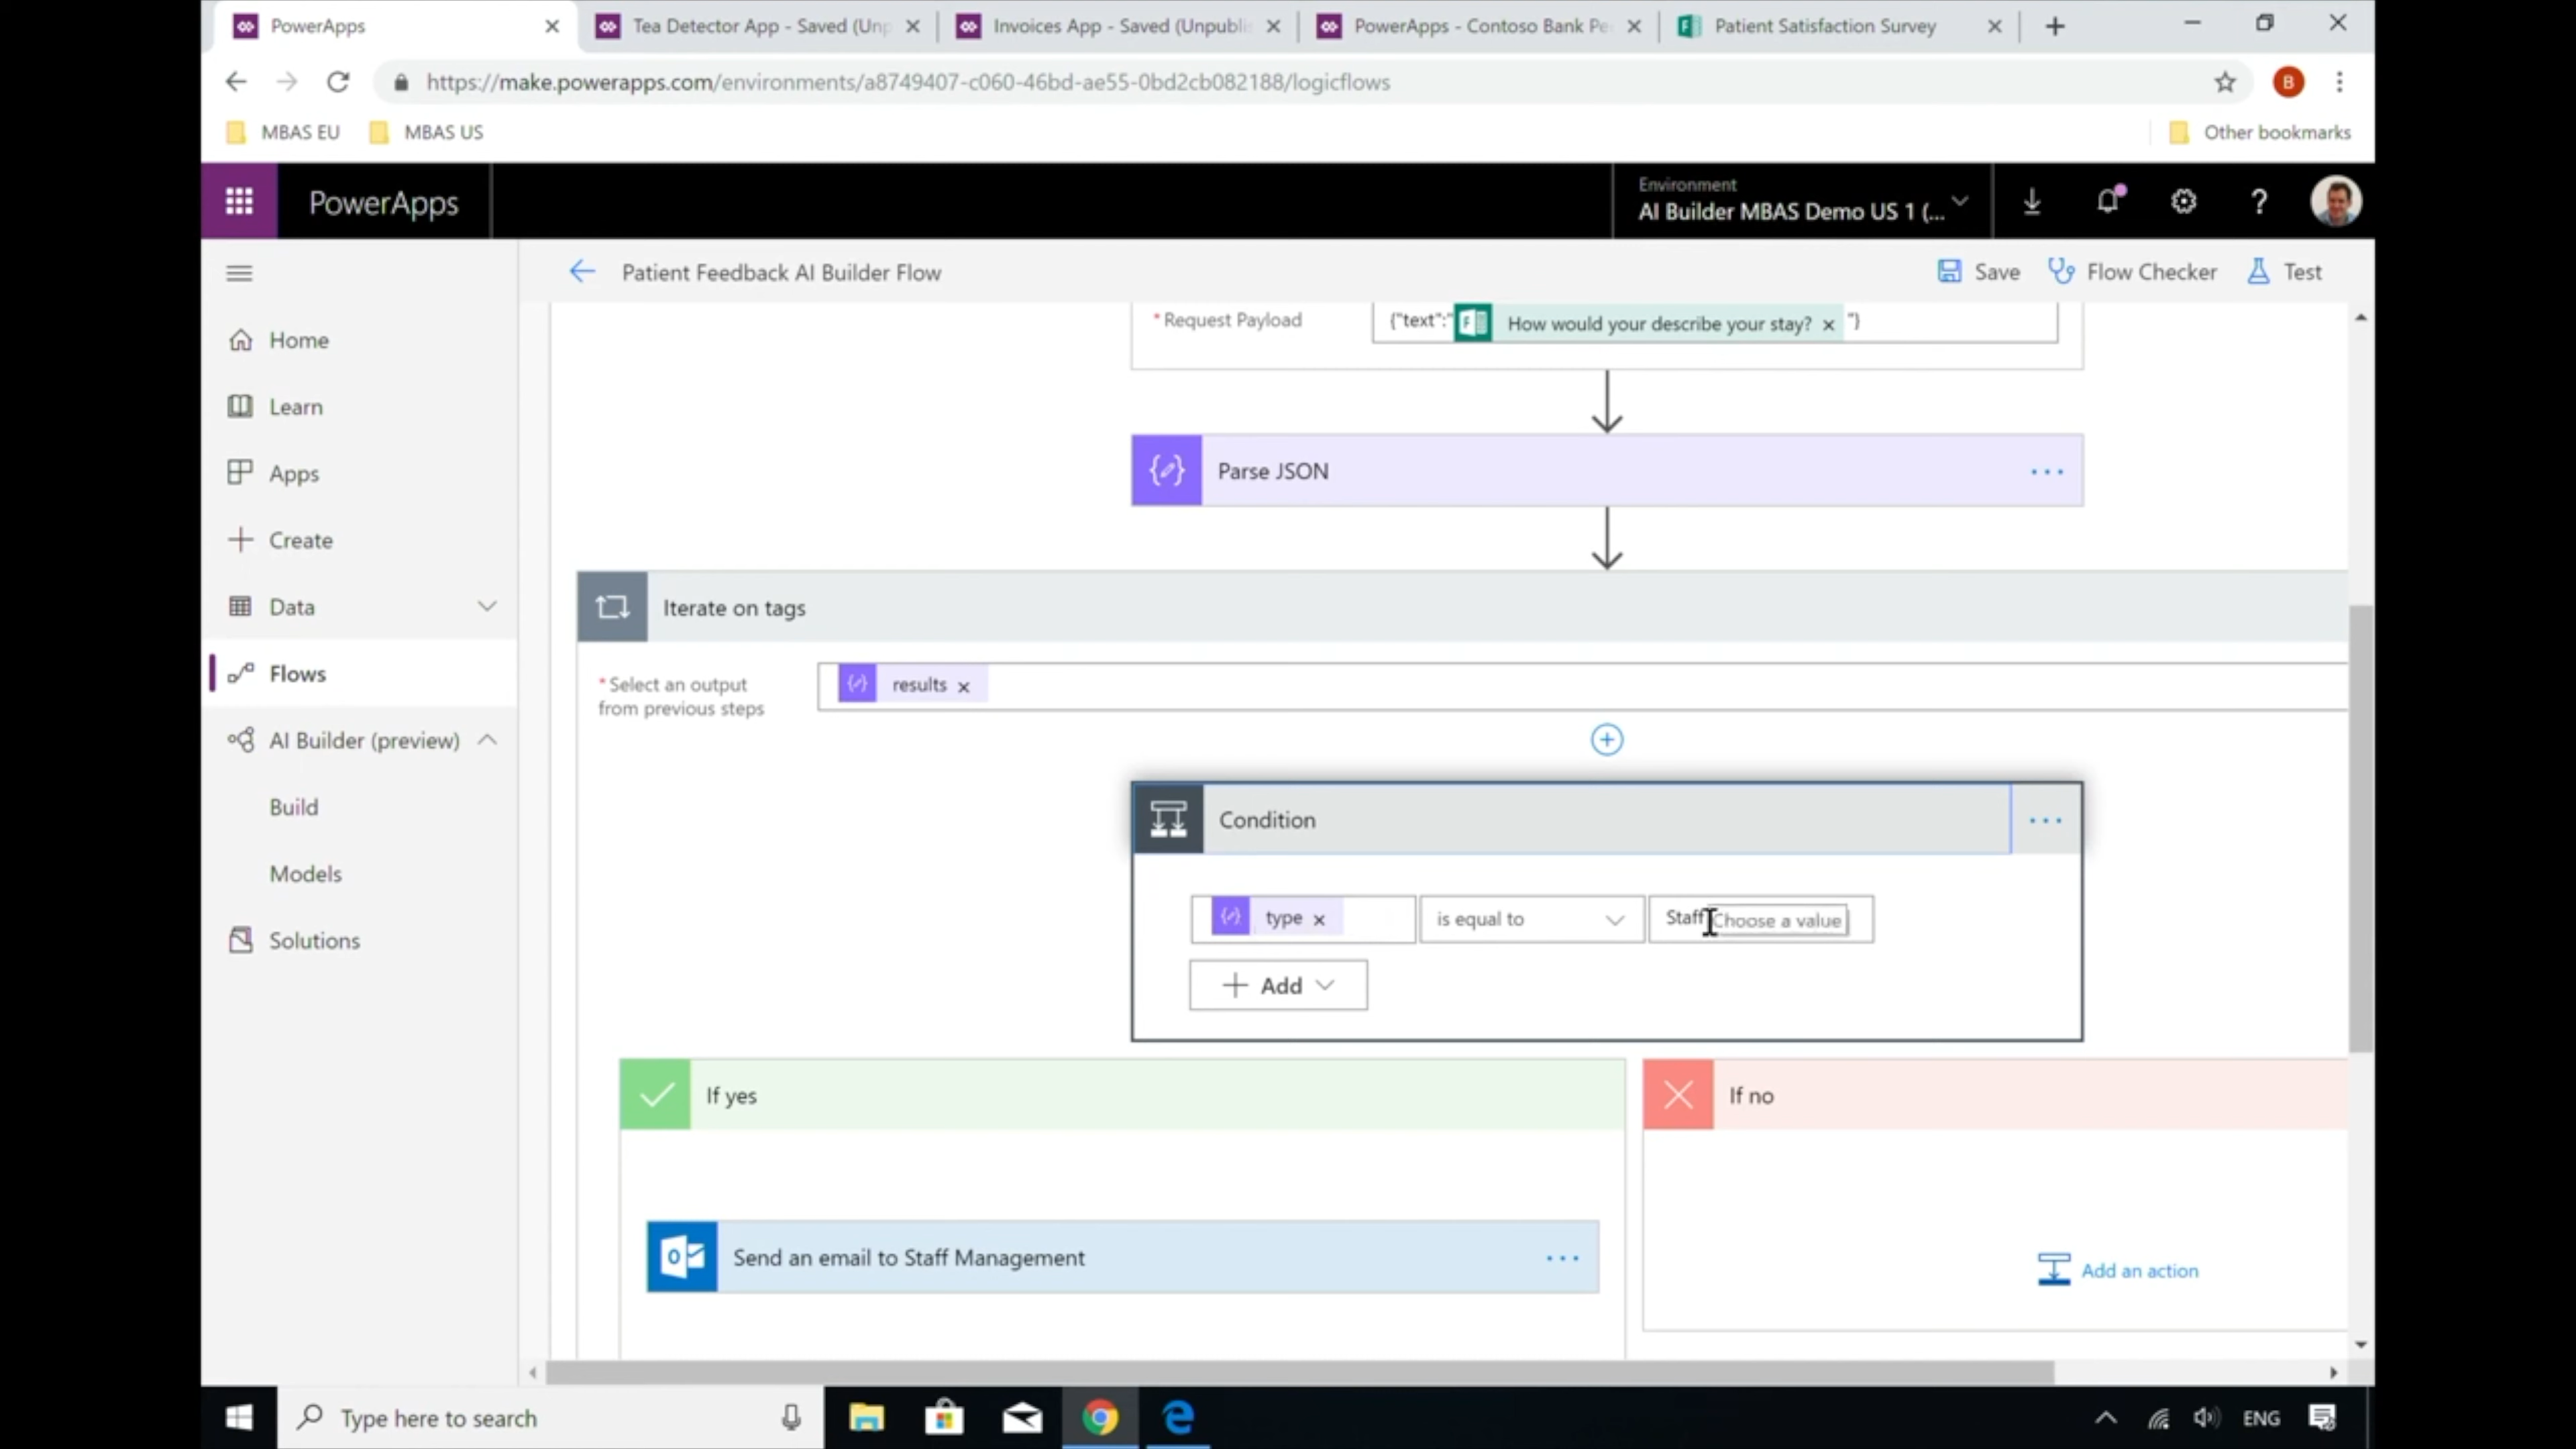 PowerApps
Tea Detector App - Saved (Unp
Invoices App - Saved (Unpubli
PowerApps - Contoso Bank Pe
Patient Satisfaction Survey
https://make.powerapps.com/environments/a8749407-c060-46bd-ae55-0bd2cb082188/logicflows
B
MBAS EU
MBAS US
Other bookmarks
PowerApps
Environment
AI Builder MBAS Demo US 1 (...
?
Patient Feedback AI Builder Flow
Save
Flow Checker
Test
Home
Learn
Apps
Create
Data
Flows
AI Builder (preview)
Build
Models
Solutions
* Request Payload
{"text":" How would your describe your stay? × "}
Parse JSON
...
Iterate on tags
* Select an output
from previous steps
results ×
Condition
...
type ×
is equal to
Staff
Choose a value
+ Add
If yes
If no
Send an email to Staff Management
...
Add an action
Type here to search
ENG